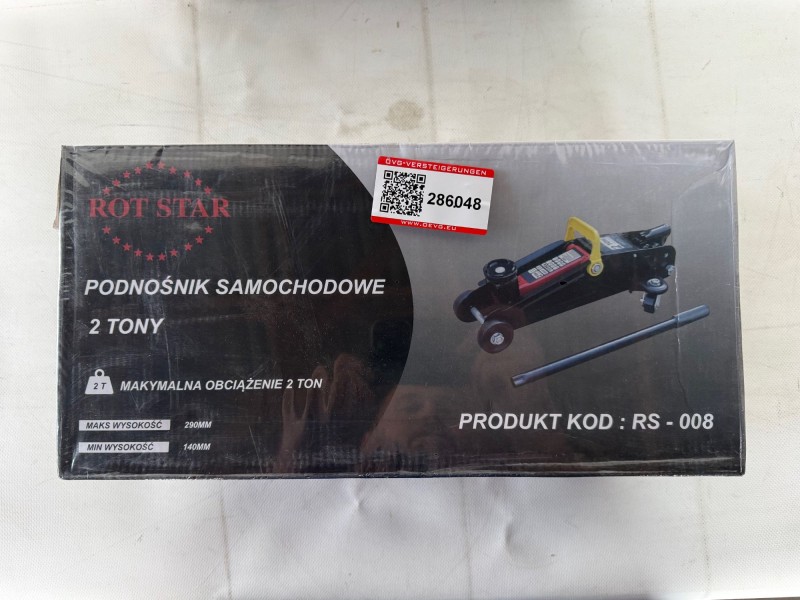 ÖVG-VERSTEIGERUNGEN
286048
WWW.OEVG.EU
ROT STAR
PODNOŚNIK SAMOCHODOWE
2 TONY
2 T
MAKYMALNA OBCIĄŻENIE 2 TON
MAKS WYSOKOŚĆ 290MM
MIN WYSOKOŚĆ 140MM
PRODUKT KOD : RS - 008